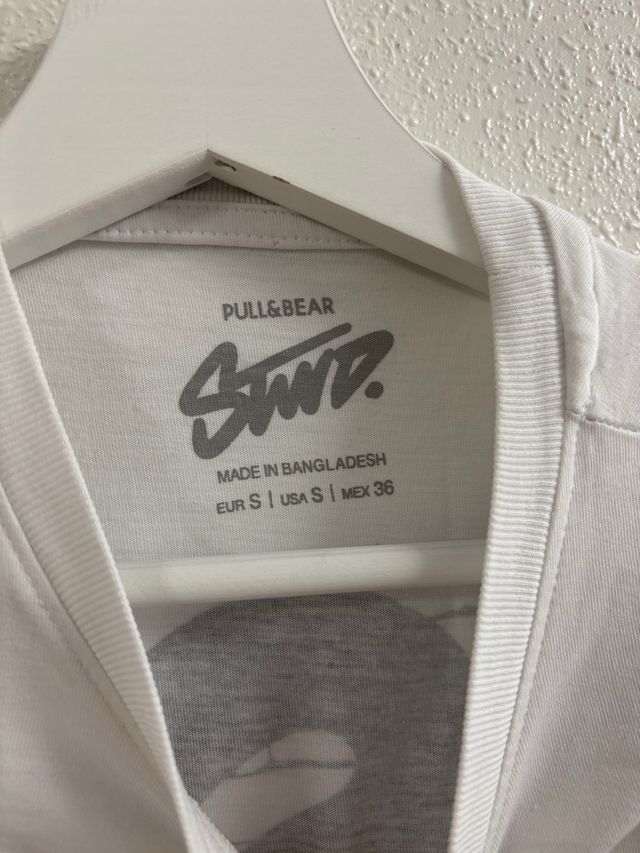 PULL&BEAR
STWD.
MADE IN BANGLADESH
EUR S | USA S | MEX 36